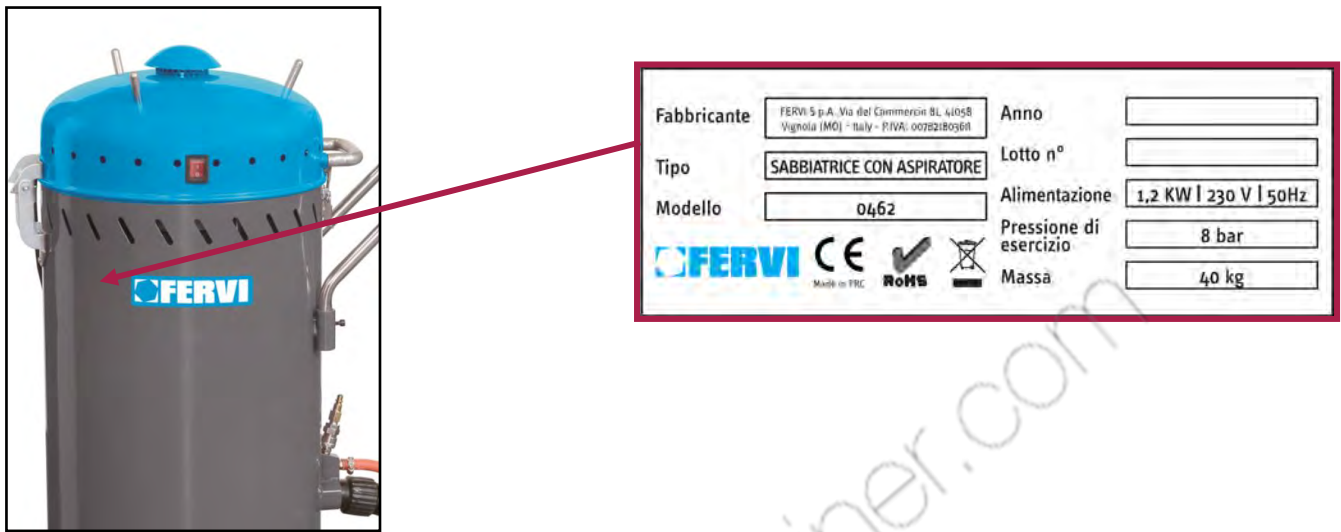 FERVI
Fabbricante
FERVI S.p.A. Via del Commercio 81, 41058
Vignola (MO) - Italy - P.IVA: 00782180368
Tipo
SABBIATRICE CON ASPIRATORE
Modello
0462
FERVI
CE
Made in PRC
RoHS
Anno
Lotto n°
Alimentazione
1,2 KW | 230 V | 50Hz
Pressione di
esercizio
8 bar
Massa
40 kg
iner.com